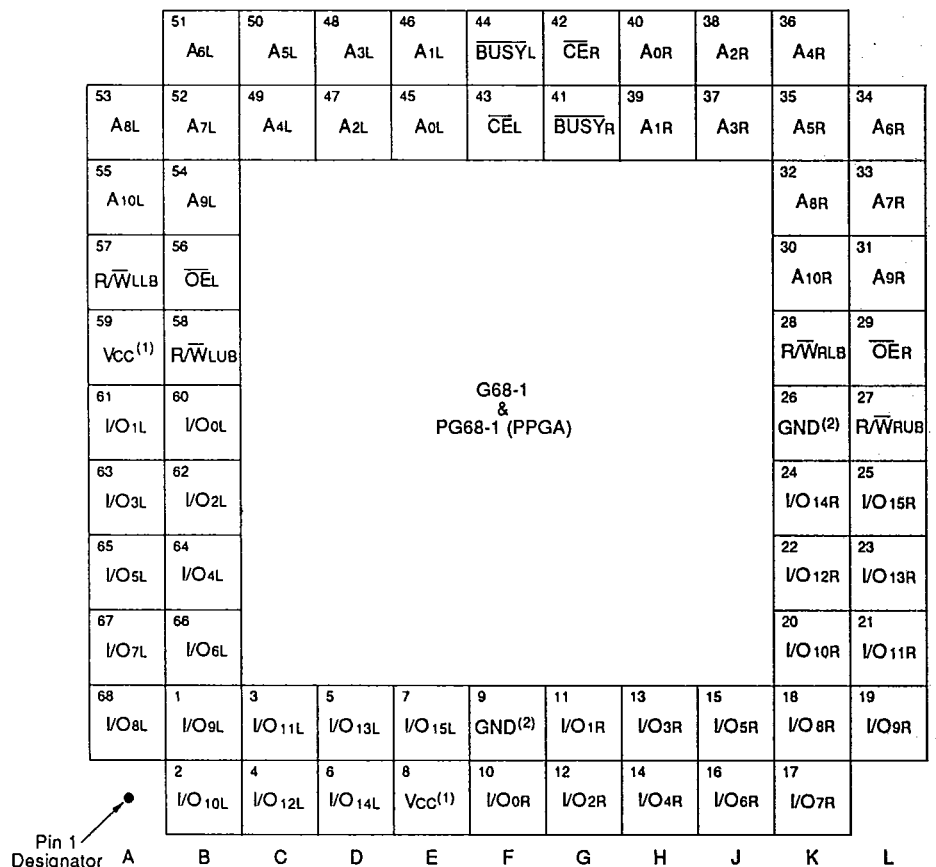 51 50 48 46 44 42 40 38 36
A6L A5L A3L A1L BUSYL CER A0R A2R A4R
53 52 49 47 45 43 41 39 37 35 34
A8L A7L A4L A2L A0L CEL BUSYR A1R A3R A5R A6R
55 54 32 33
A10L A9L A8R A7R
57 56 30 31
R/WLLB OEL A10R A9R
59 58 28 29
VCC(1) R/WLUB R/WRLB OER
G68-1
&
PG68-1 (PPGA)
61 60 26 27
I/O1L I/O0L GND(2) R/WRUB
63 62 24 25
I/O3L I/O2L I/O14R I/O15R
65 64 22 23
I/O5L I/O4L I/O12R I/O13R
67 66 20 21
I/O7L I/O6L I/O10R I/O11R
68 1 3 5 7 9 11 13 15 18 19
I/O8L I/O9L I/O11L I/O13L I/O15L GND(2) I/O1R I/O3R I/O5R I/O8R I/O9R
2 4 6 8 10 12 14 16 17
I/O10L I/O12L I/O14L VCC(1) I/O0R I/O2R I/O4R I/O6R I/O7R
Pin 1
Designator
A B C D E F G H J K L